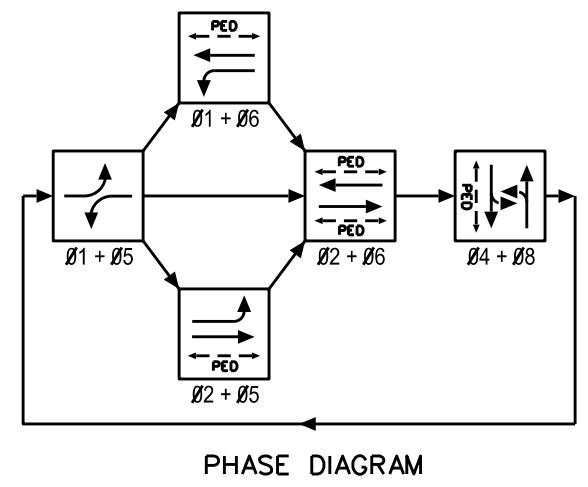 PED
Ø1 + Ø6
PED
PED
PED
Ø1 + Ø5
Ø2 + Ø6
Ø4 + Ø8
PED
Ø2 + Ø5
PHASE DIAGRAM